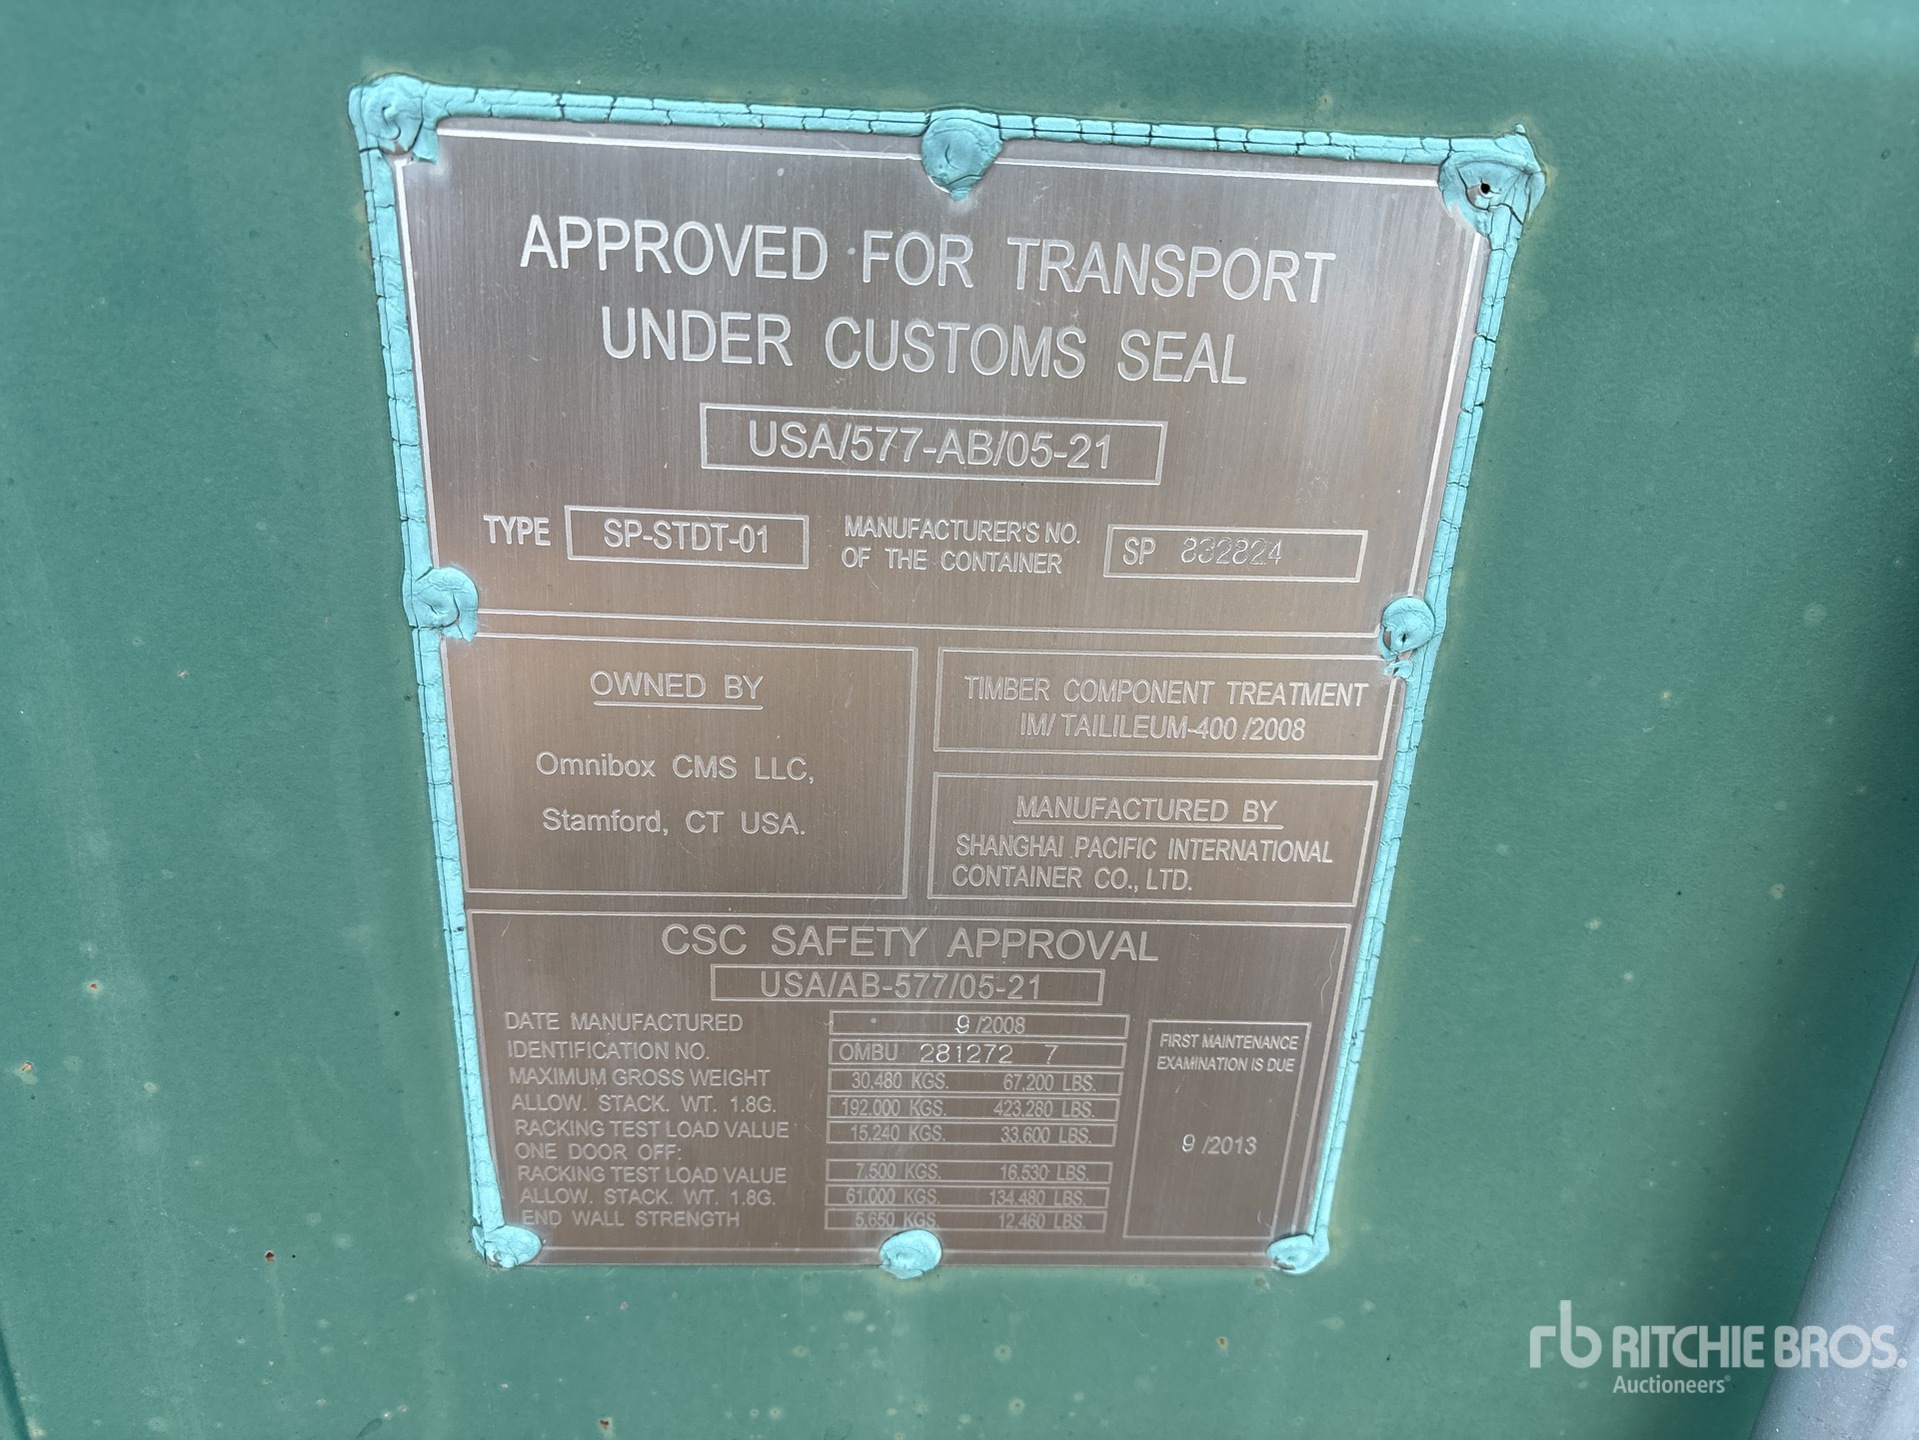 APPROVED FOR TRANSPORT
UNDER CUSTOMS SEAL
USA/577-AB/05-21
TYPE SP-STDT-01
MANUFACTURER'S NO.
OF THE CONTAINER
SP 832824
OWNED BY
Omnibox CMS LLC,
Stamford, CT USA.
TIMBER COMPONENT TREATMENT
IM/ TAILILEUM-400 /2008
MANUFACTURED BY
SHANGHAI PACIFIC INTERNATIONAL
CONTAINER CO., LTD.
CSC SAFETY APPROVAL
USA/AB-577/05-21
DATE MANUFACTURED 9 /2008
IDENTIFICATION NO. OMBU 281272 7
MAXIMUM GROSS WEIGHT 30,480 KGS. 67,200 LBS.
ALLOW. STACK. WT. 1.8G. 192,000 KGS. 423,280 LBS.
RACKING TEST LOAD VALUE 15,240 KGS. 33,600 LBS.
ONE DOOR OFF:
RACKING TEST LOAD VALUE 7,500 KGS. 16,530 LBS.
ALLOW. STACK. WT. 1.8G. 61,000 KGS. 134,480 LBS.
END WALL STRENGTH 5,650 KGS. 12,460 LBS.
FIRST MAINTENANCE
EXAMINATION IS DUE
9 /2013
rb RITCHIE BROS.
Auctioneers®